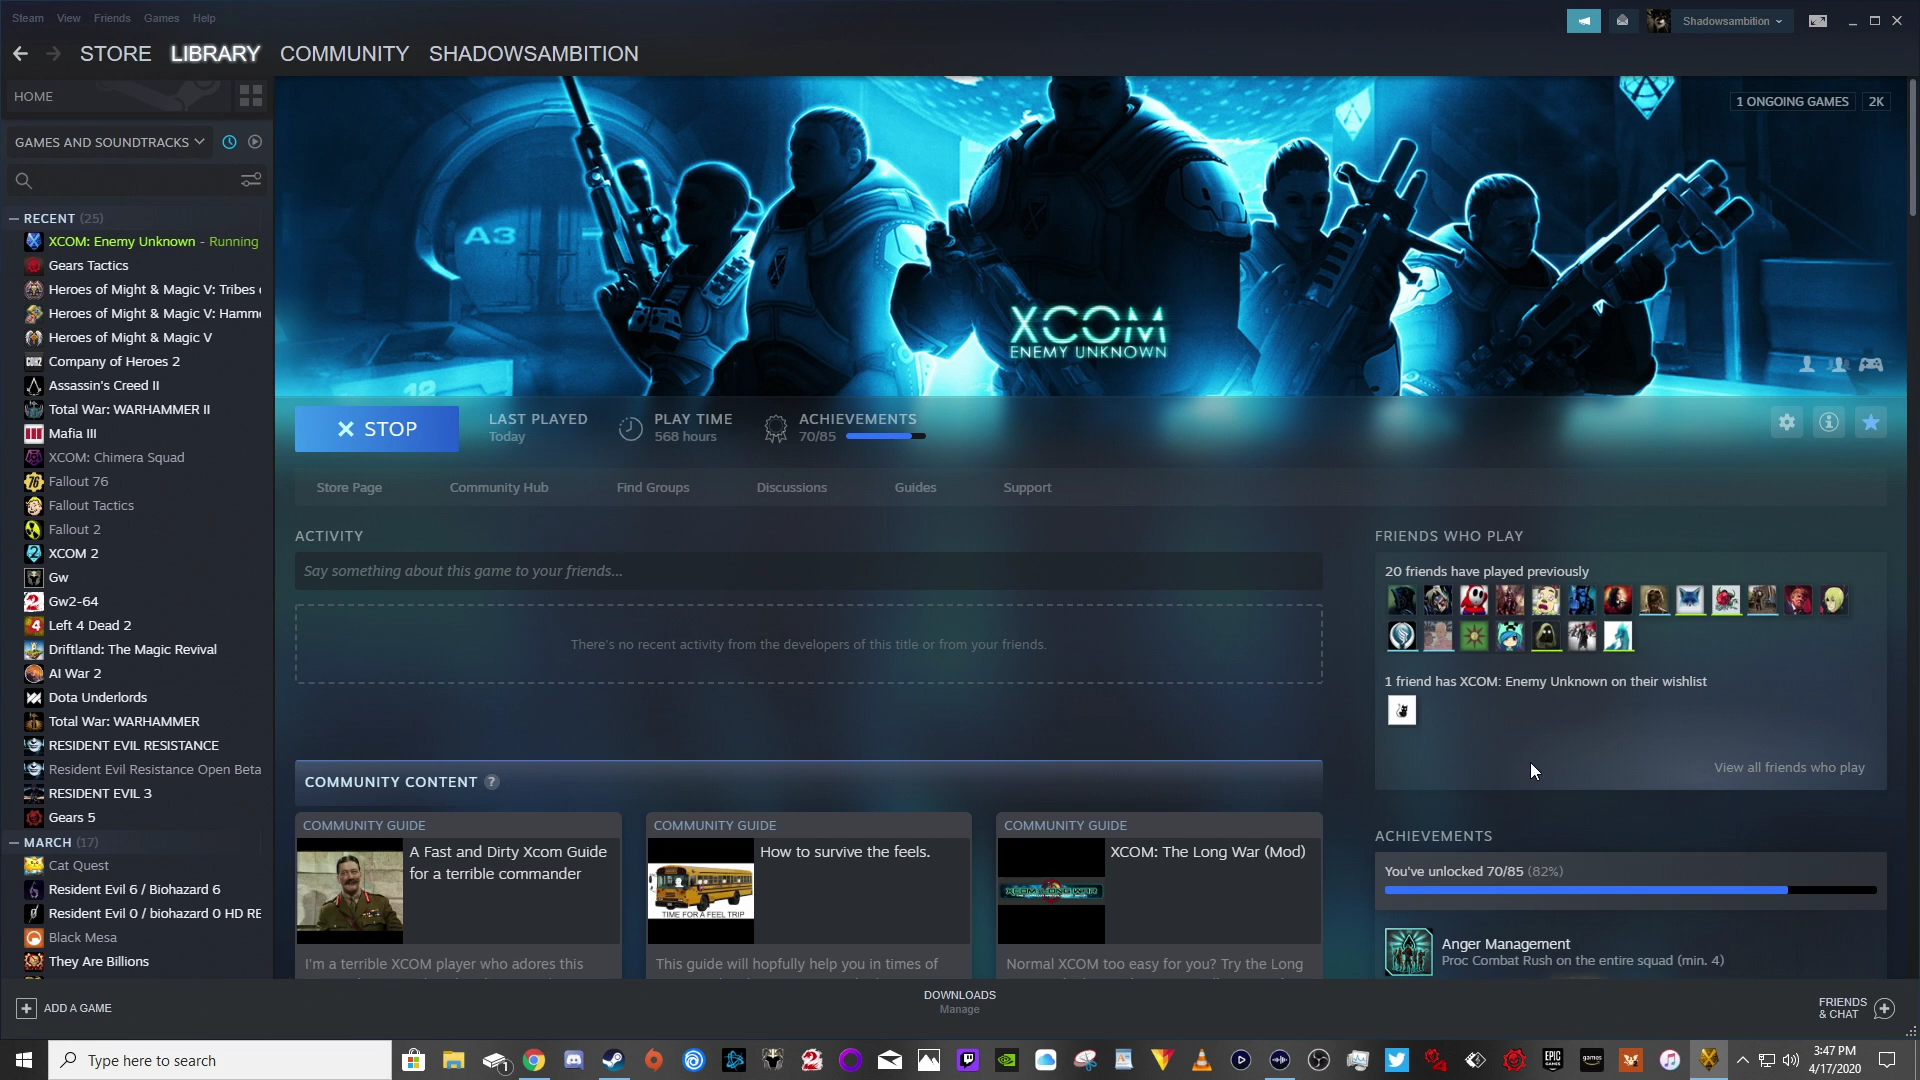 Steam View Friends Games Help
Shadowsambition
STORE LIBRARY COMMUNITY SHADOWSAMBITION
HOME
GAMES AND SOUNDTRACKS
RECENT (25)
XCOM: Enemy Unknown - Running
Gears Tactics
Heroes of Might & Magic V: Tribes
Heroes of Might & Magic V: Hamm
Heroes of Might & Magic V
Company of Heroes 2
Assassin's Creed II
Total War: WARHAMMER II
Mafia III
XCOM: Chimera Squad
Fallout 76
Fallout Tactics
Fallout 2
XCOM 2
Gw
Gw2-64
Left 4 Dead 2
Driftland: The Magic Revival
AI War 2
Dota Underlords
Total War: WARHAMMER
RESIDENT EVIL RESISTANCE
Resident Evil Resistance Open Beta
RESIDENT EVIL 3
Gears 5
MARCH (17)
Cat Quest
Resident Evil 6 / Biohazard 6
Resident Evil 0 / biohazard 0 HD RE
Black Mesa
They Are Billions
1 ONGOING GAMES 2K
A3
12
XCOM
ENEMY UNKNOWN
STOP
LAST PLAYED
Today
PLAY TIME
568 hours
ACHIEVEMENTS
70/85
Store Page Community Hub Find Groups Discussions Guides Support
ACTIVITY
Say something about this game to your friends...
There's no recent activity from the developers of this title or from your friends.
FRIENDS WHO PLAY
20 friends have played previously
1 friend has XCOM: Enemy Unknown on their wishlist
View all friends who play
COMMUNITY CONTENT ?
COMMUNITY GUIDE
A Fast and Dirty Xcom Guide
for a terrible commander
I'm a terrible XCOM player who adores this
COMMUNITY GUIDE
How to survive the feels.
TIME FOR A FEEL TRIP
This guide will hopefully help you in times of
COMMUNITY GUIDE
XCOM: The Long War (Mod)
XCOM LONG WAR
Normal XCOM too easy for you? Try the Long
ACHIEVEMENTS
You've unlocked 70/85 (82%)
Anger Management
Proc Combat Rush on the entire squad (min. 4)
ADD A GAME
DOWNLOADS
Manage
FRIENDS
& CHAT
Type here to search
3:47 PM
4/17/2020